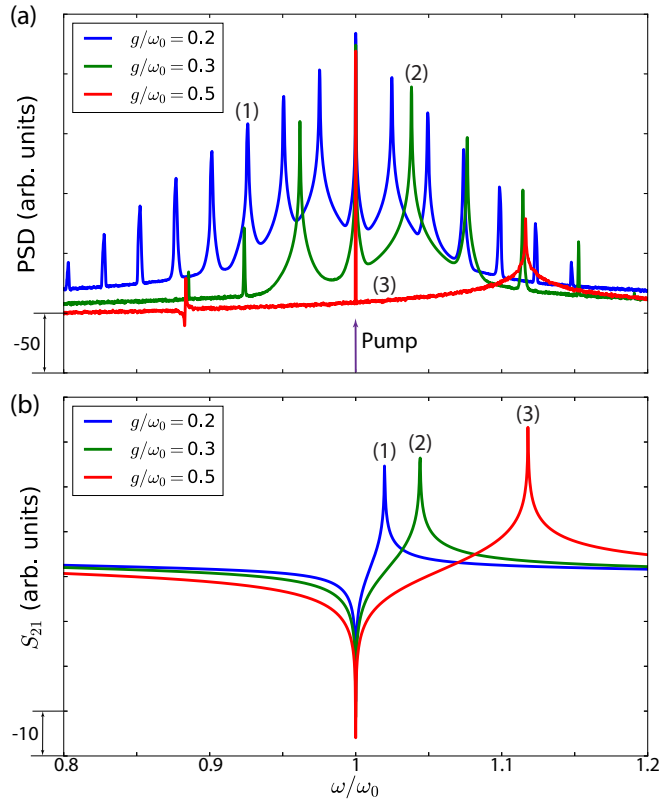 (a)
g/ω₀ = 0.2
g/ω₀ = 0.3
g/ω₀ = 0.5
(1)
(2)
(3)
PSD (arb. units)
-50
Pump
(b)
g/ω₀ = 0.2
g/ω₀ = 0.3
g/ω₀ = 0.5
(1)
(2)
(3)
S₂₁ (arb. units)
-10
0.8 0.9 1 1.1 1.2
ω/ω₀